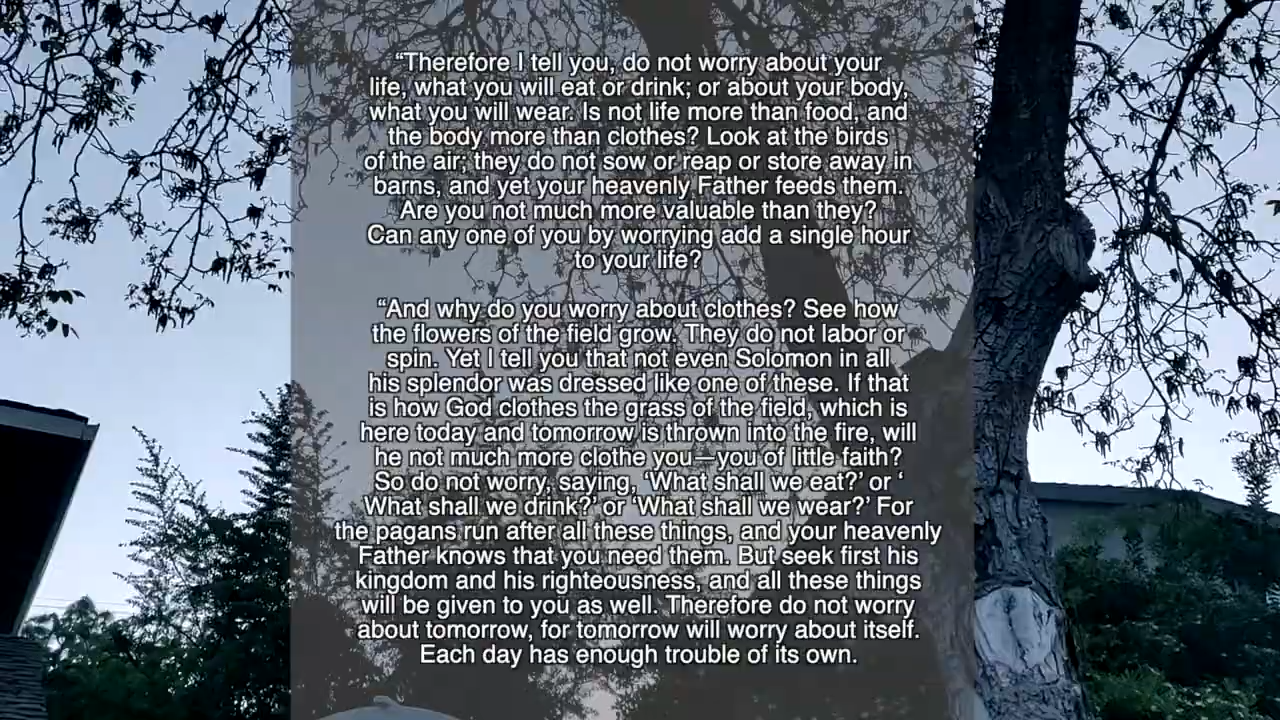 “Therefore I tell you, do not worry about your
life, what you will eat or drink; or about your body,
what you will wear. Is not life more than food, and
the body more than clothes? Look at the birds
of the air; they do not sow or reap or store away in
barns, and yet your heavenly Father feeds them.
Are you not much more valuable than they?
Can any one of you by worrying add a single hour
to your life?
“And why do you worry about clothes? See how
the flowers of the field grow. They do not labor or
spin. Yet I tell you that not even Solomon in all
his splendor was dressed like one of these. If that
is how God clothes the grass of the field, which is
here today and tomorrow is thrown into the fire, will
he not much more clothe you—you of little faith?
So do not worry, saying, ‘What shall we eat?’ or ‘
What shall we drink?’ or ‘What shall we wear?’ For
the pagans run after all these things, and your heavenly
Father knows that you need them. But seek first his
kingdom and his righteousness, and all these things
will be given to you as well. Therefore do not worry
about tomorrow, for tomorrow will worry about itself.
Each day has enough trouble of its own.